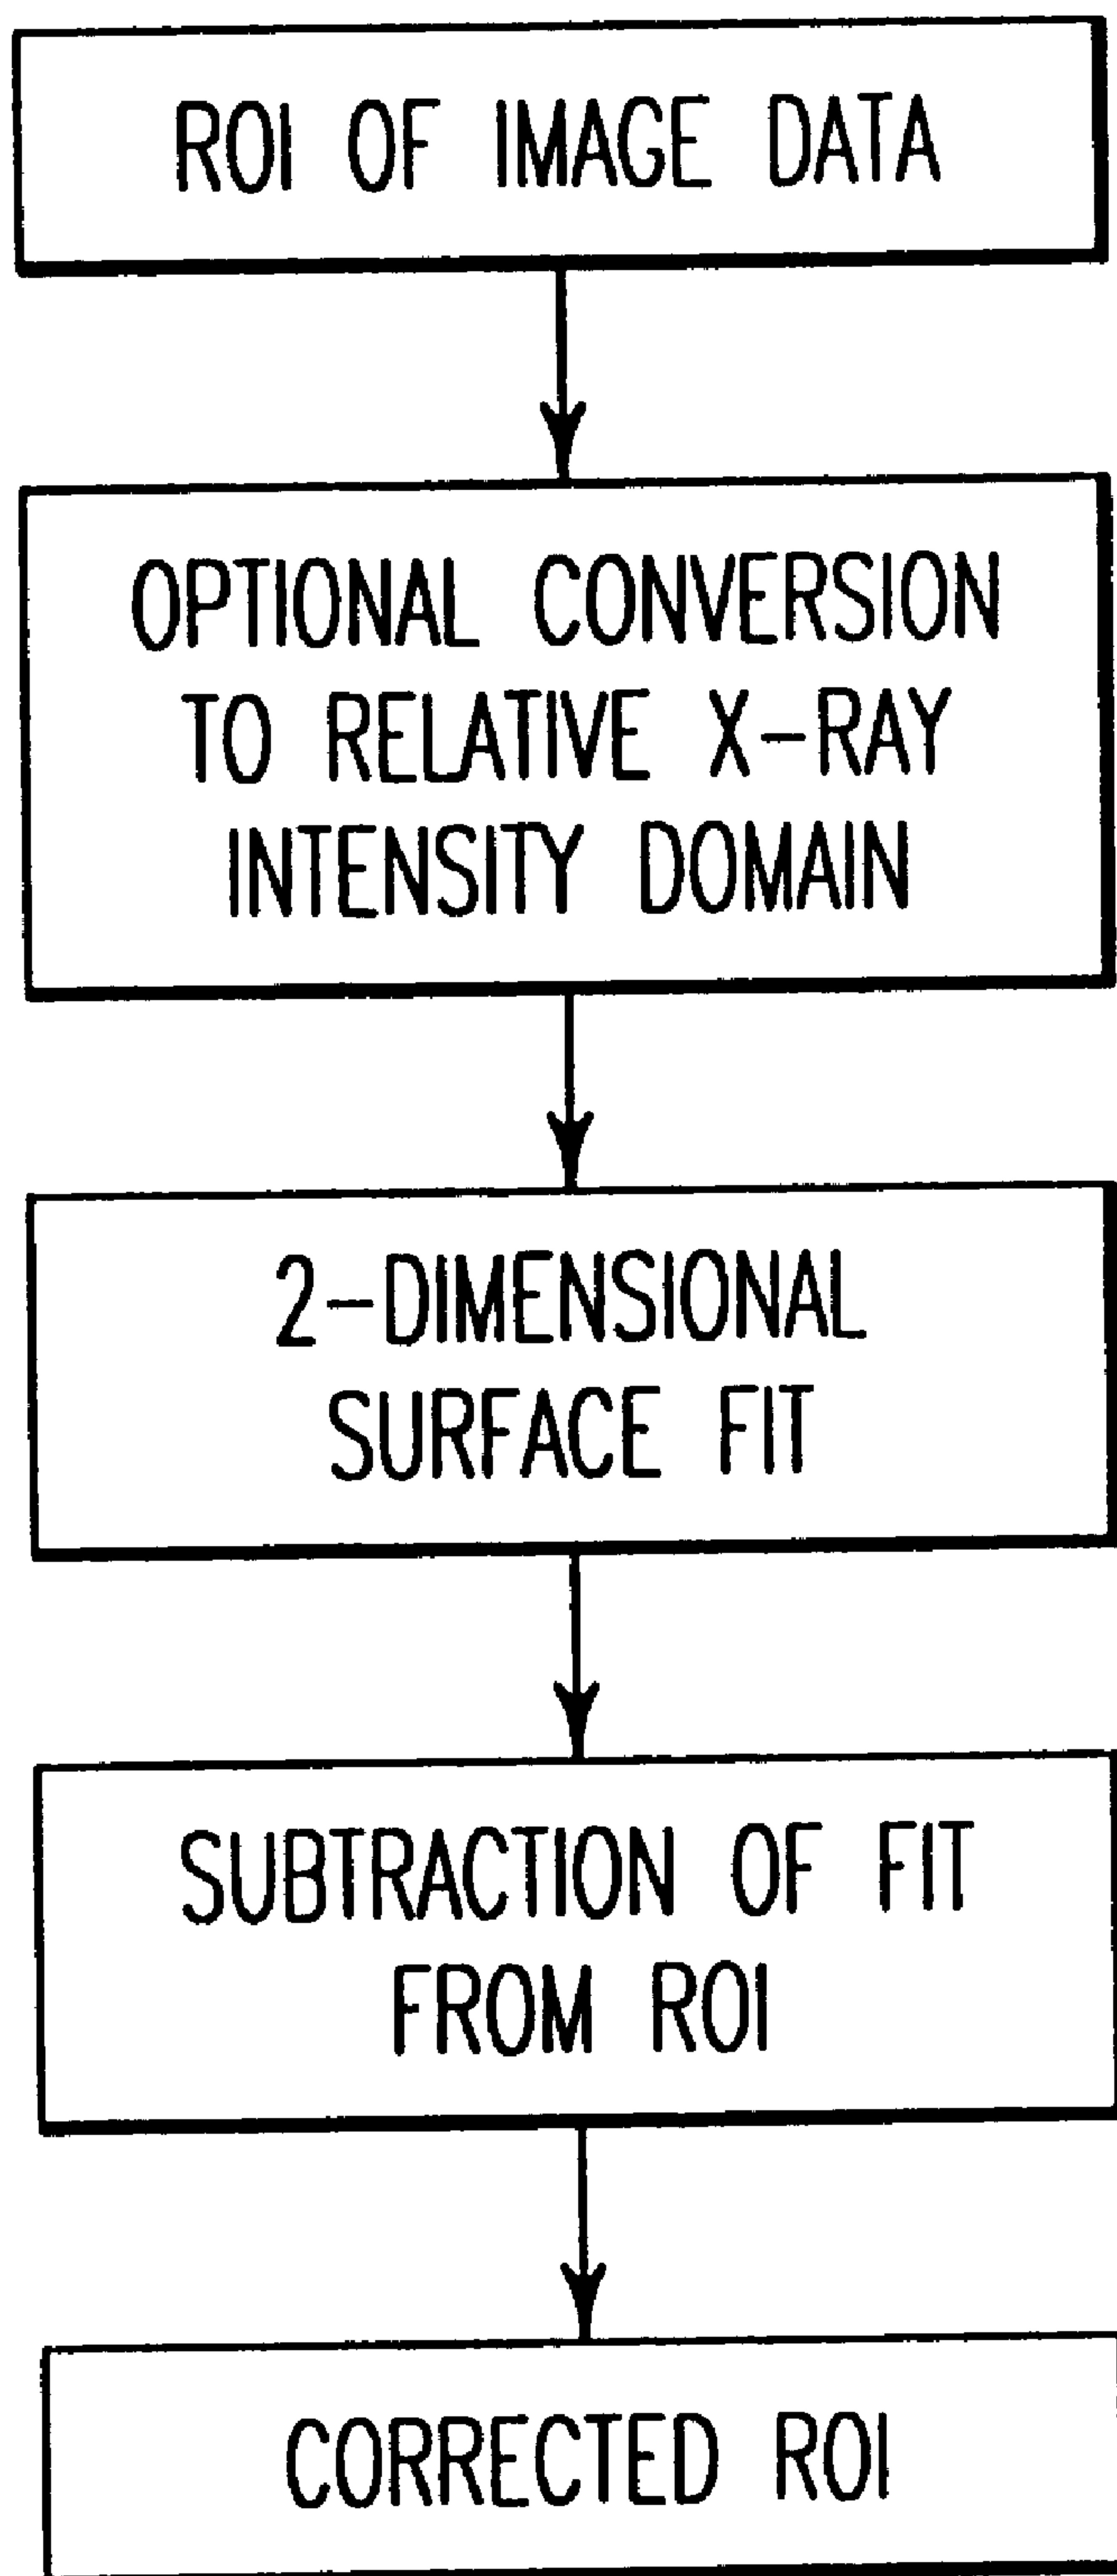 ROI OF IMAGE DATA
OPTIONAL CONVERSION
TO RELATIVE X-RAY
INTENSITY DOMAIN
2-DIMENSIONAL
SURFACE FIT
SUBTRACTION OF FIT
FROM ROI
CORRECTED ROI